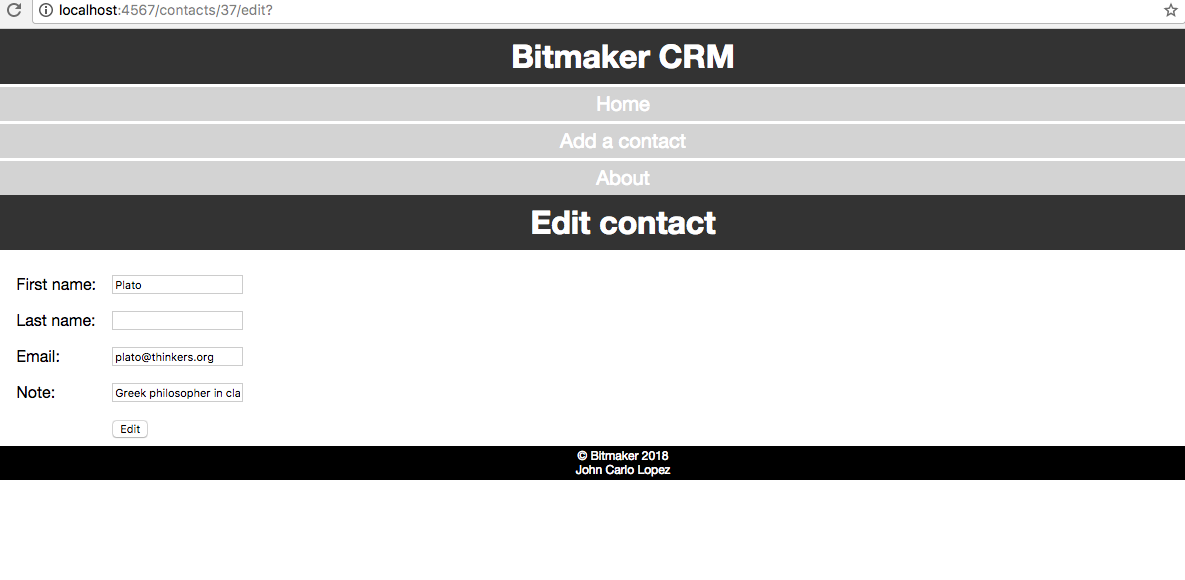 localhost:4567/contacts/37/edit?
Bitmaker CRM
Home
Add a contact
About
Edit contact
First name: Plato
Last name:
Email: plato@thinkers.org
Note: Greek philosopher in cla
Edit
© Bitmaker 2018
John Carlo Lopez